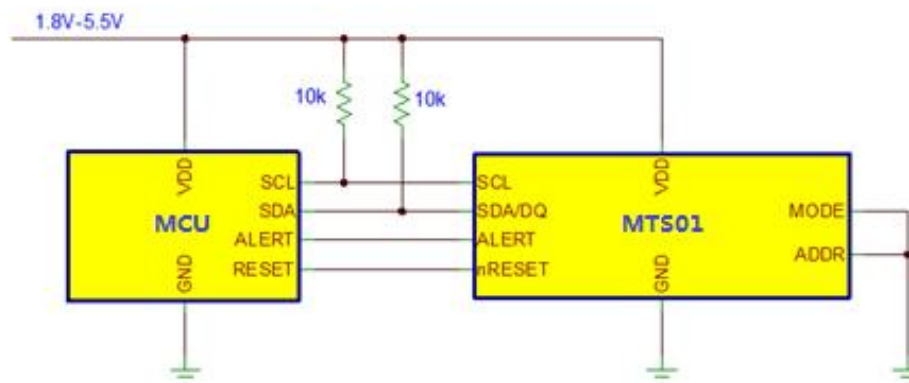 1.8V-5.5V
10k
10k
VDD
SCL
SDA
MCU
ALERT
RESET
GND
VDD
SCL
SDA/DQ
MTS01
ALERT
nRESET
GND
MODE
ADDR